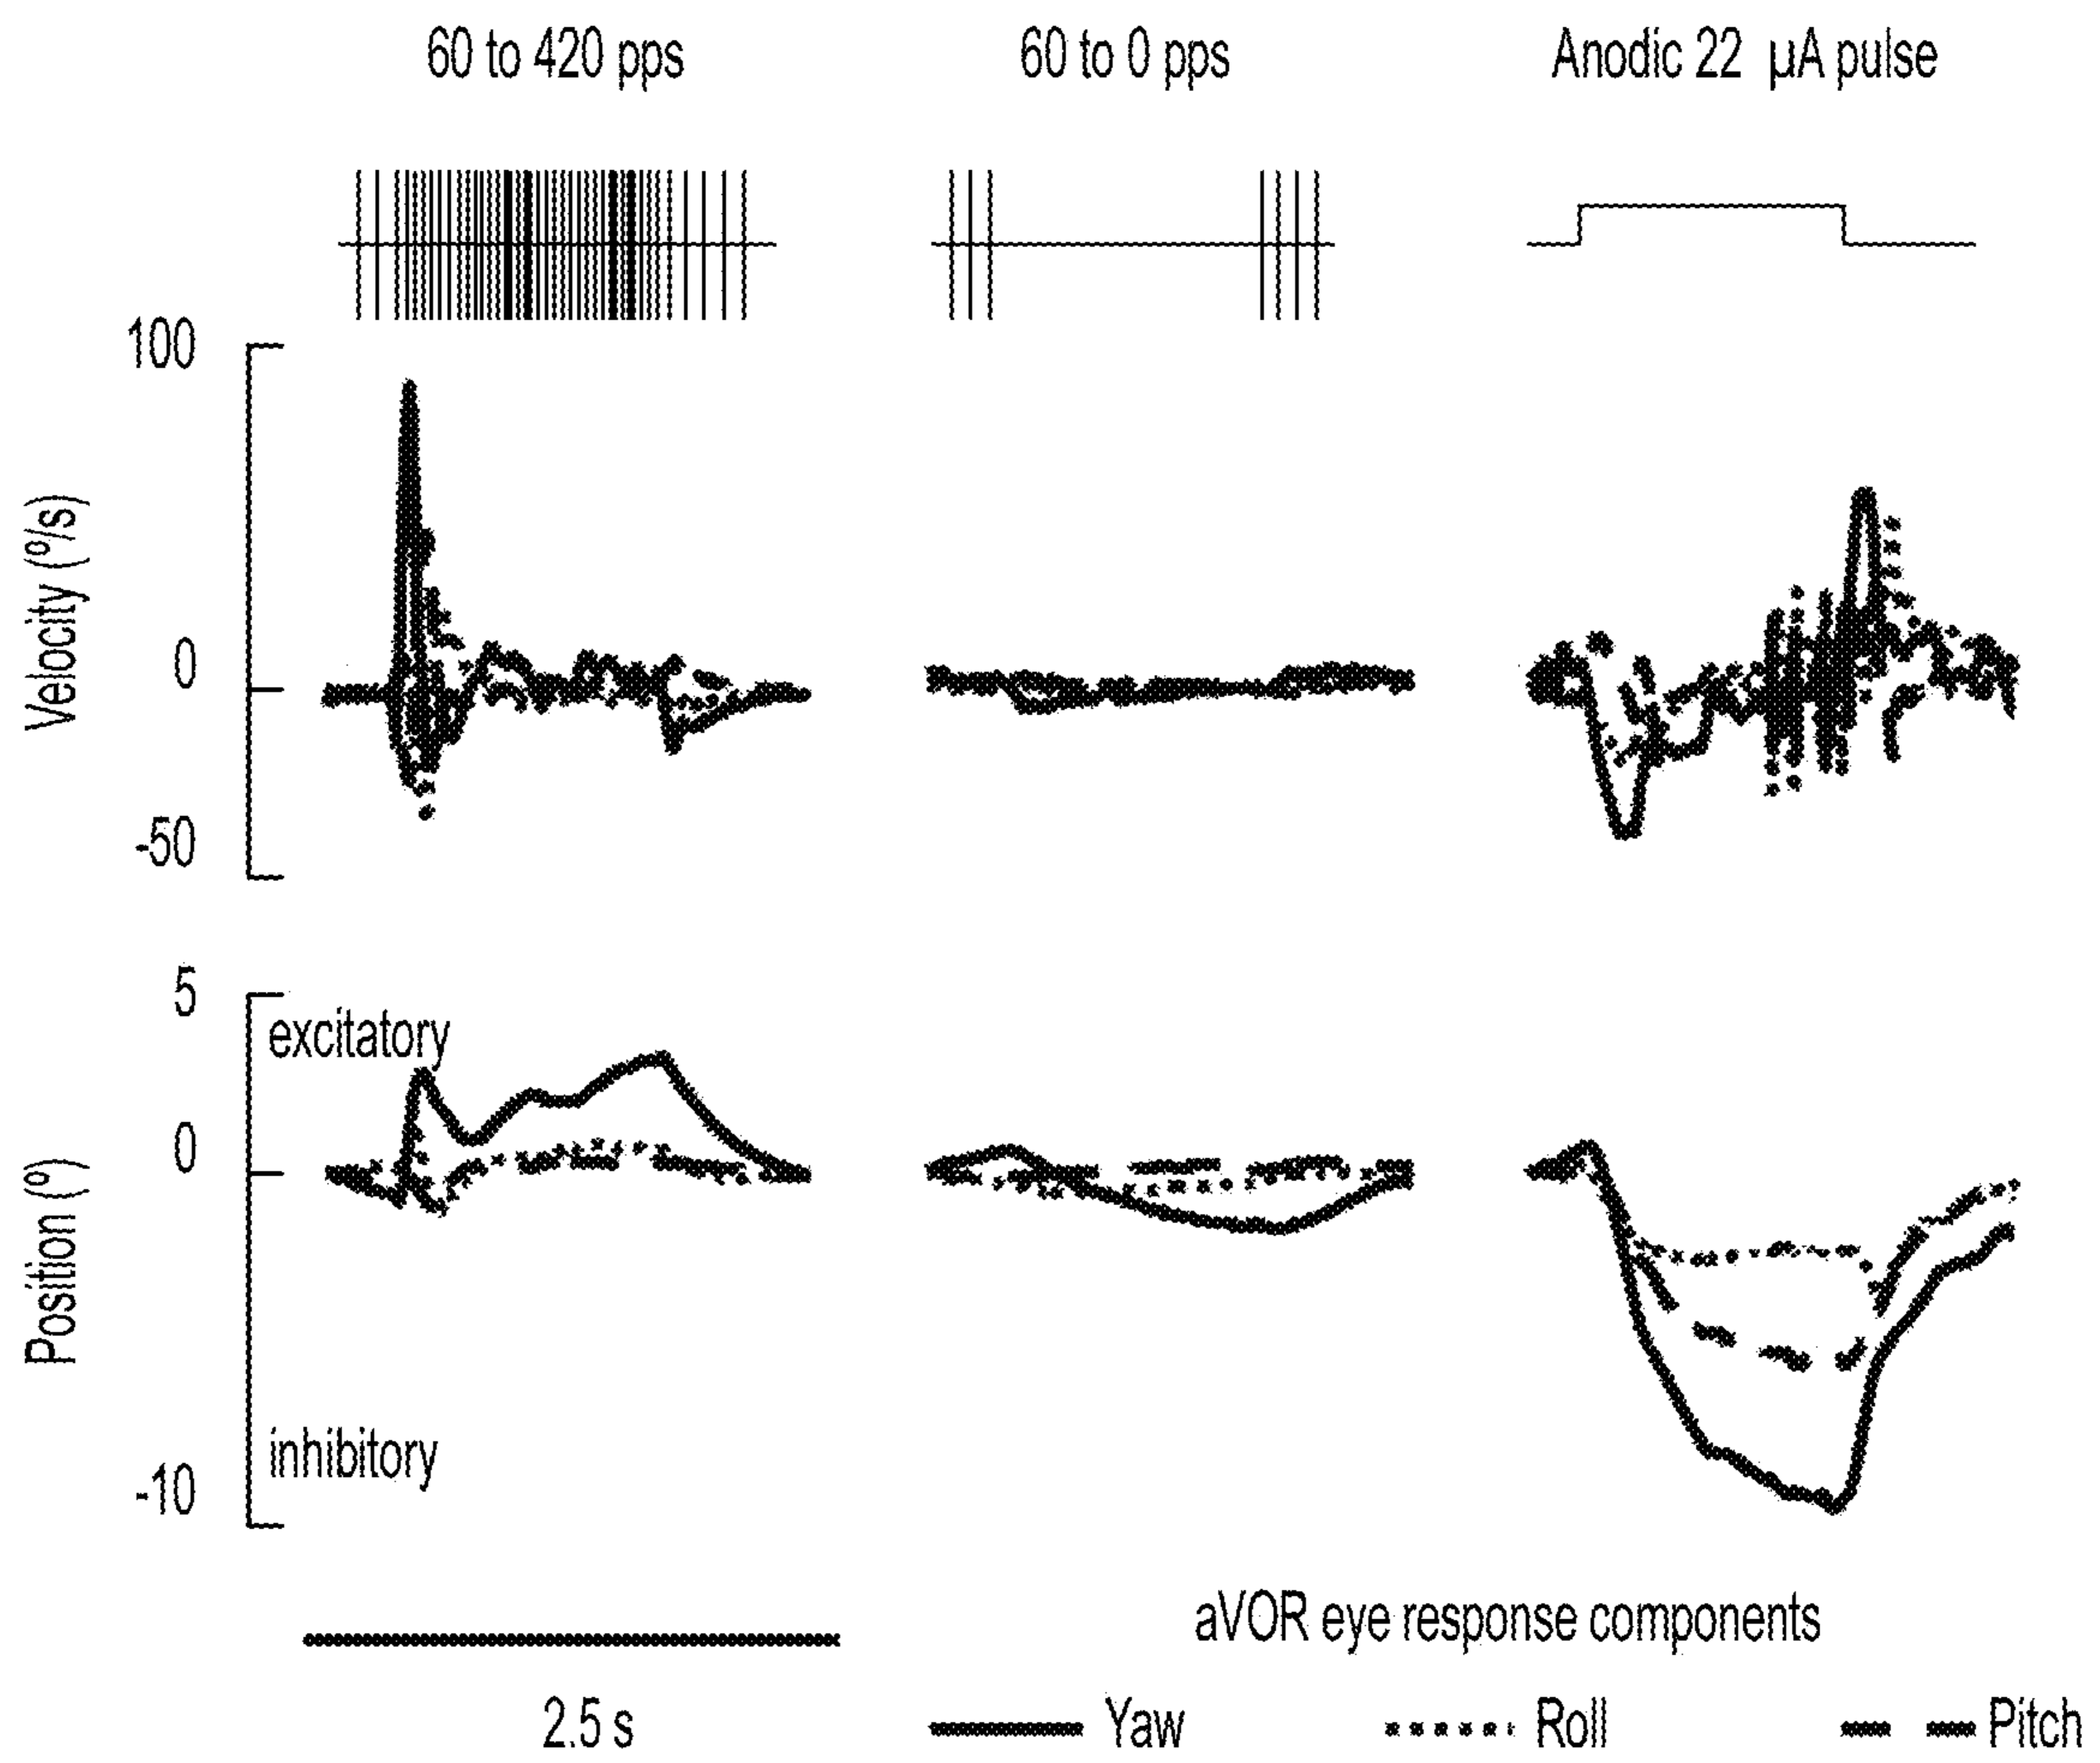 60 to 420 pps
60 to 0 pps
Anodic 22 µA pulse
100
0
-50
Velocity (º/s)
5
0
-10
Position (º)
excitatory
inhibitory
2.5 s
aVOR eye response components
Yaw
Roll
Pitch